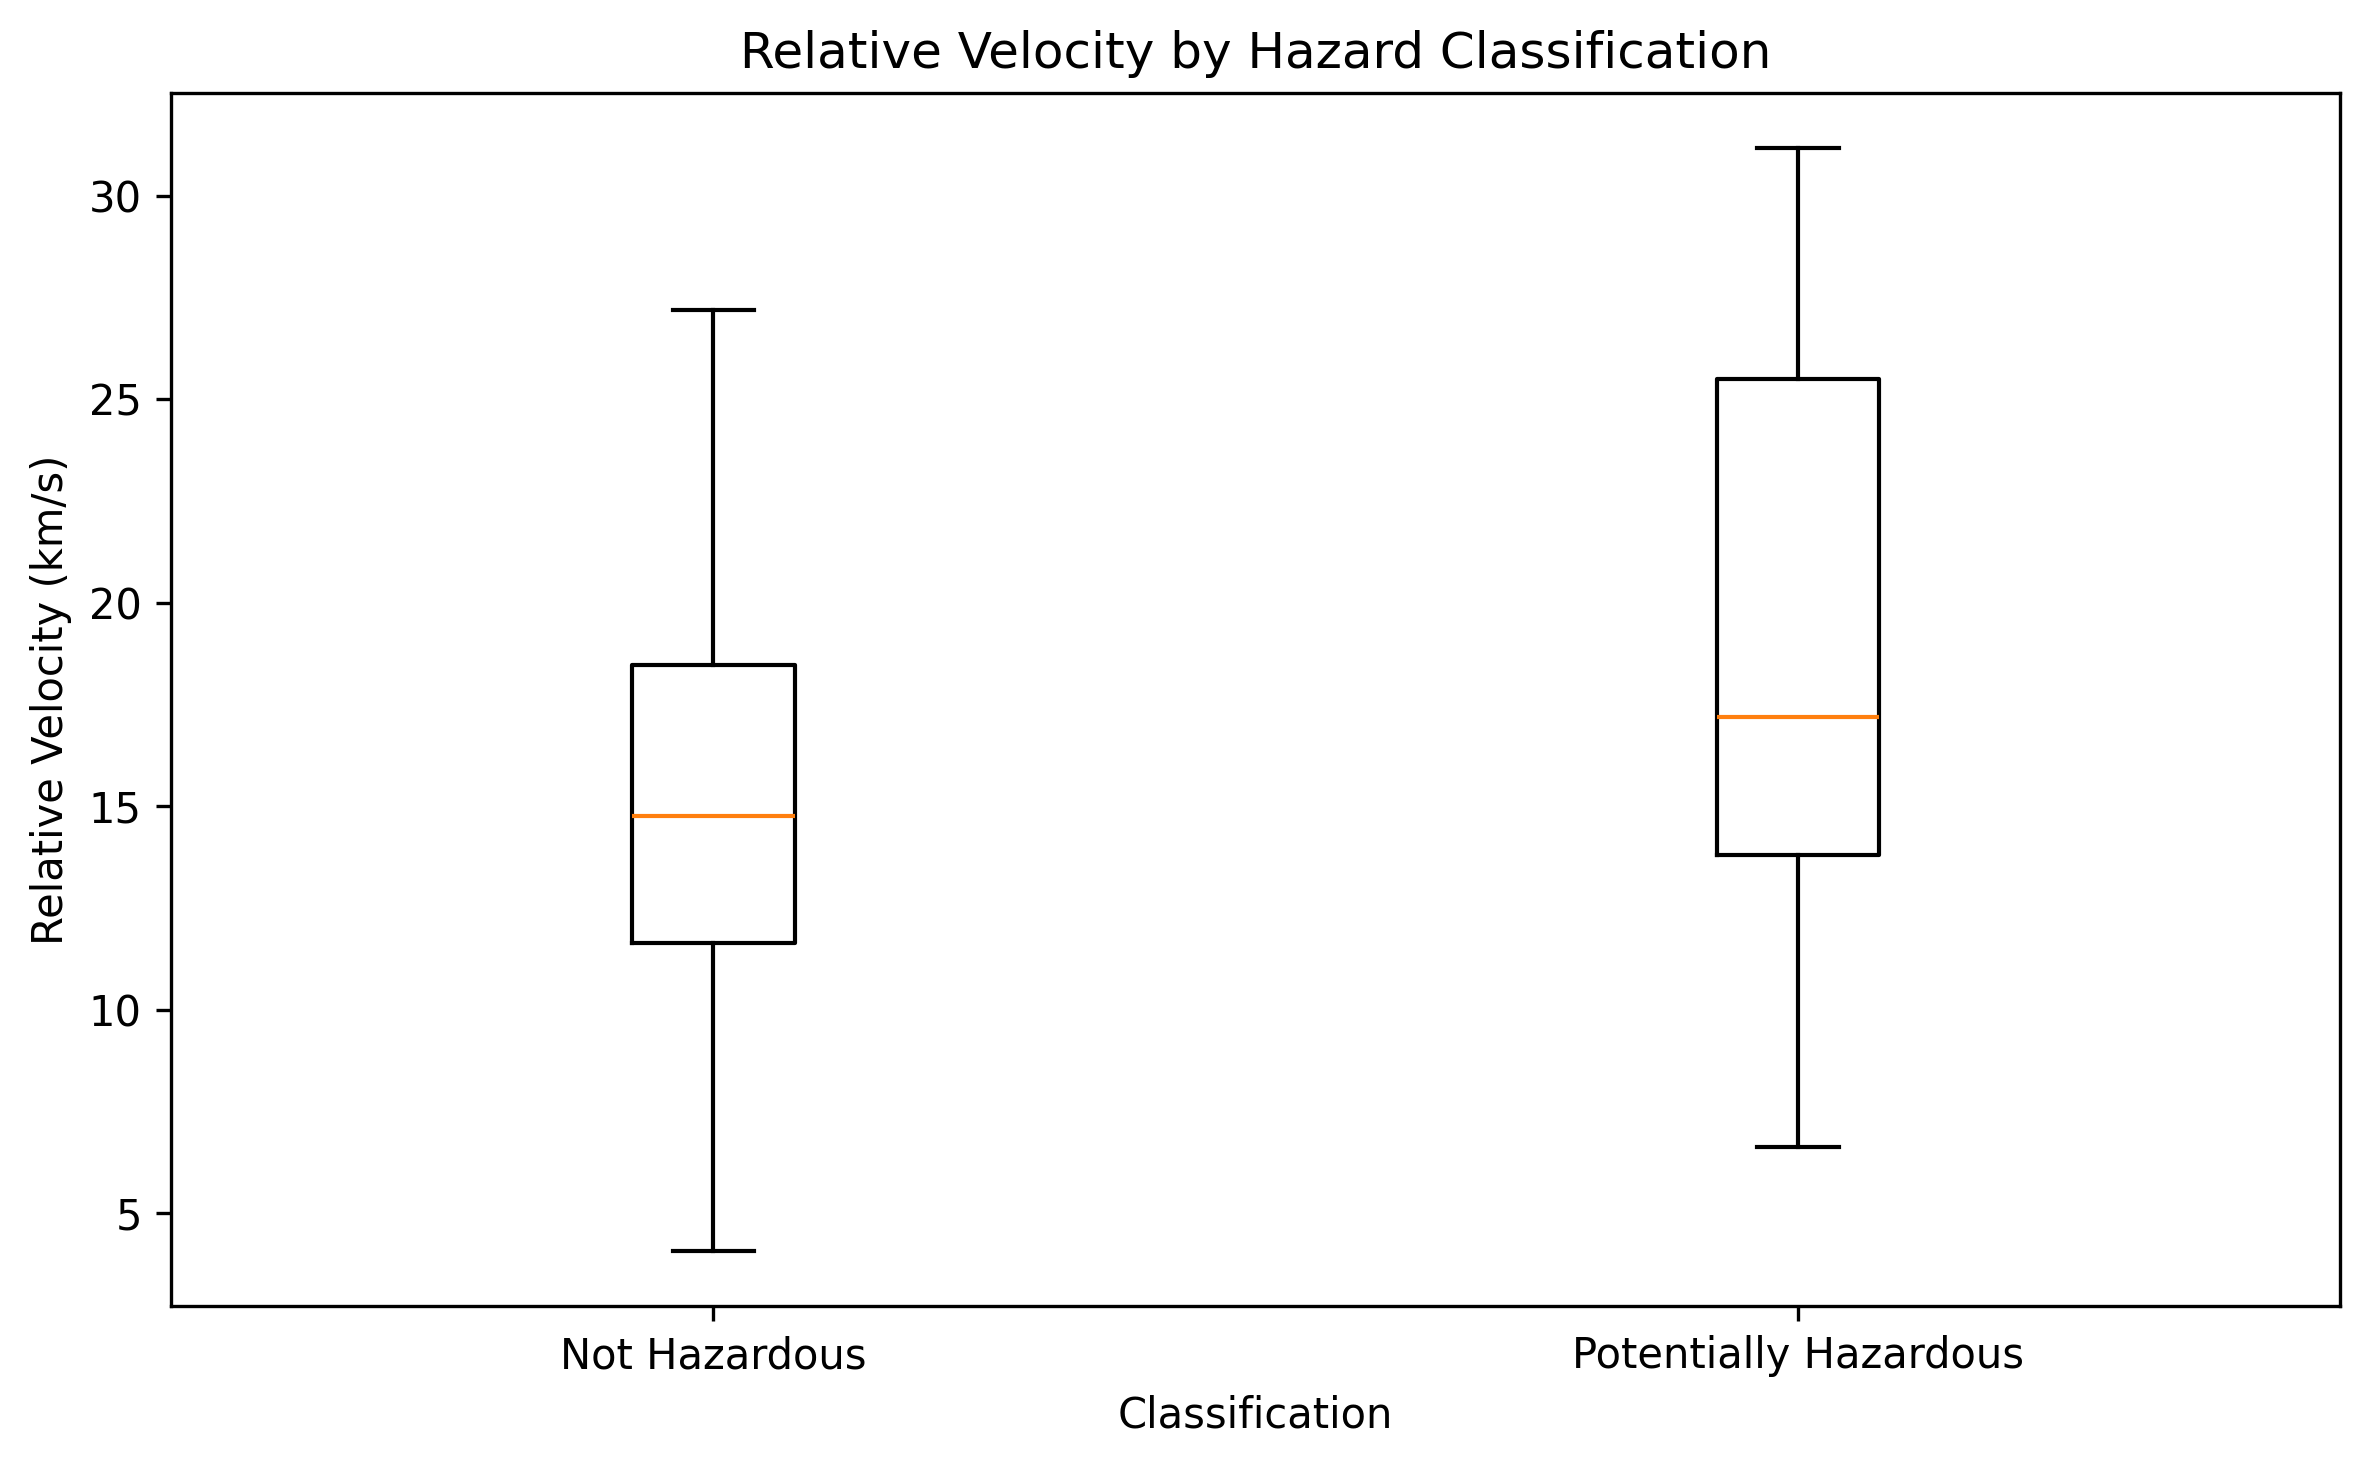 Relative Velocity by Hazard Classification
Relative Velocity (km/s)
30
25
20
15
10
5
Not Hazardous
Potentially Hazardous
Classification